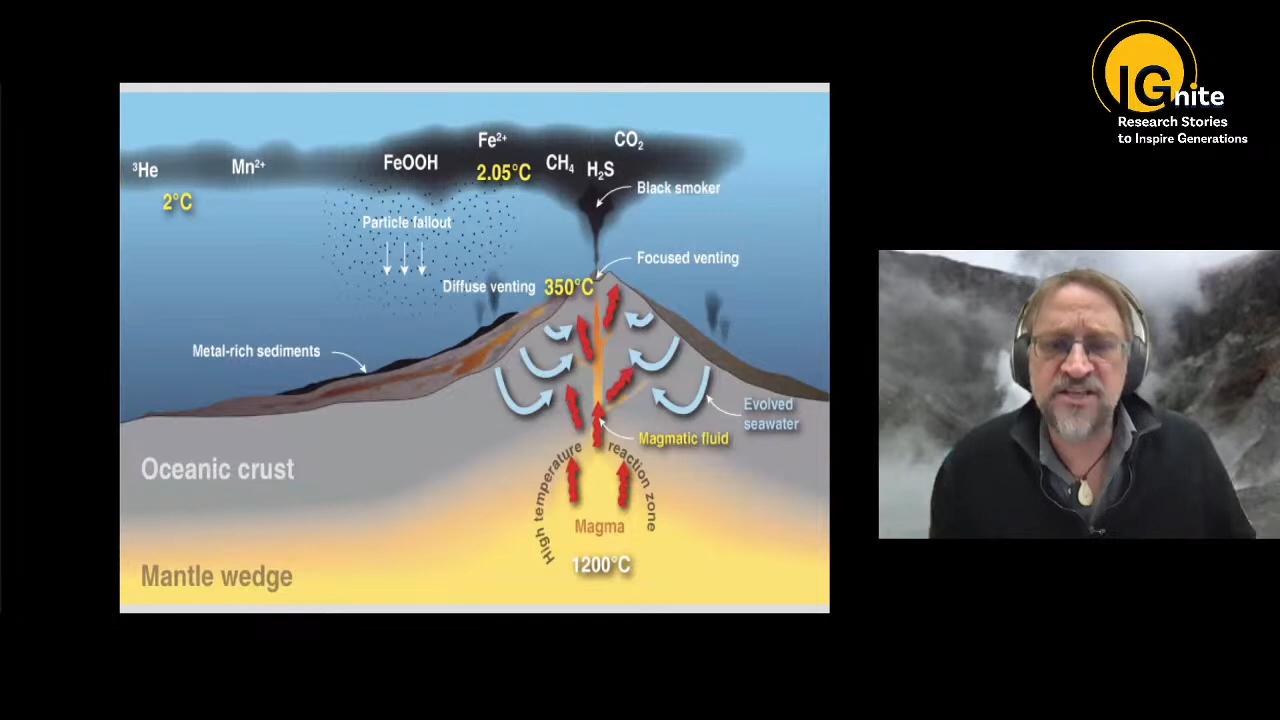 IGnite
Research Stories
to Inspire Generations
Fe²⁺
CO₂
³He
Mn²⁺
FeOOH
2.05°C
CH₄
H₂S
2°C
Black smoker
Particle fallout
Focused venting
Diffuse venting
350°C
Metal-rich sediments
Evolved
seawater
Magmatic fluid
Oceanic crust
High temperature reaction zone
Magma
1200°C
Mantle wedge